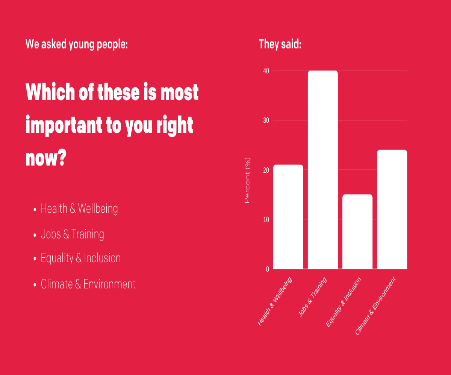 We asked young people:
Which of these is most
important to you right
now?
• Health & Wellbeing
• Jobs & Training
• Equality & Inclusion
• Climate & Environment
They said:
Percent (%)
40
30
20
10
0
Health & Wellbeing
Jobs & Training
Equality & Inclusion
Climate & Environment